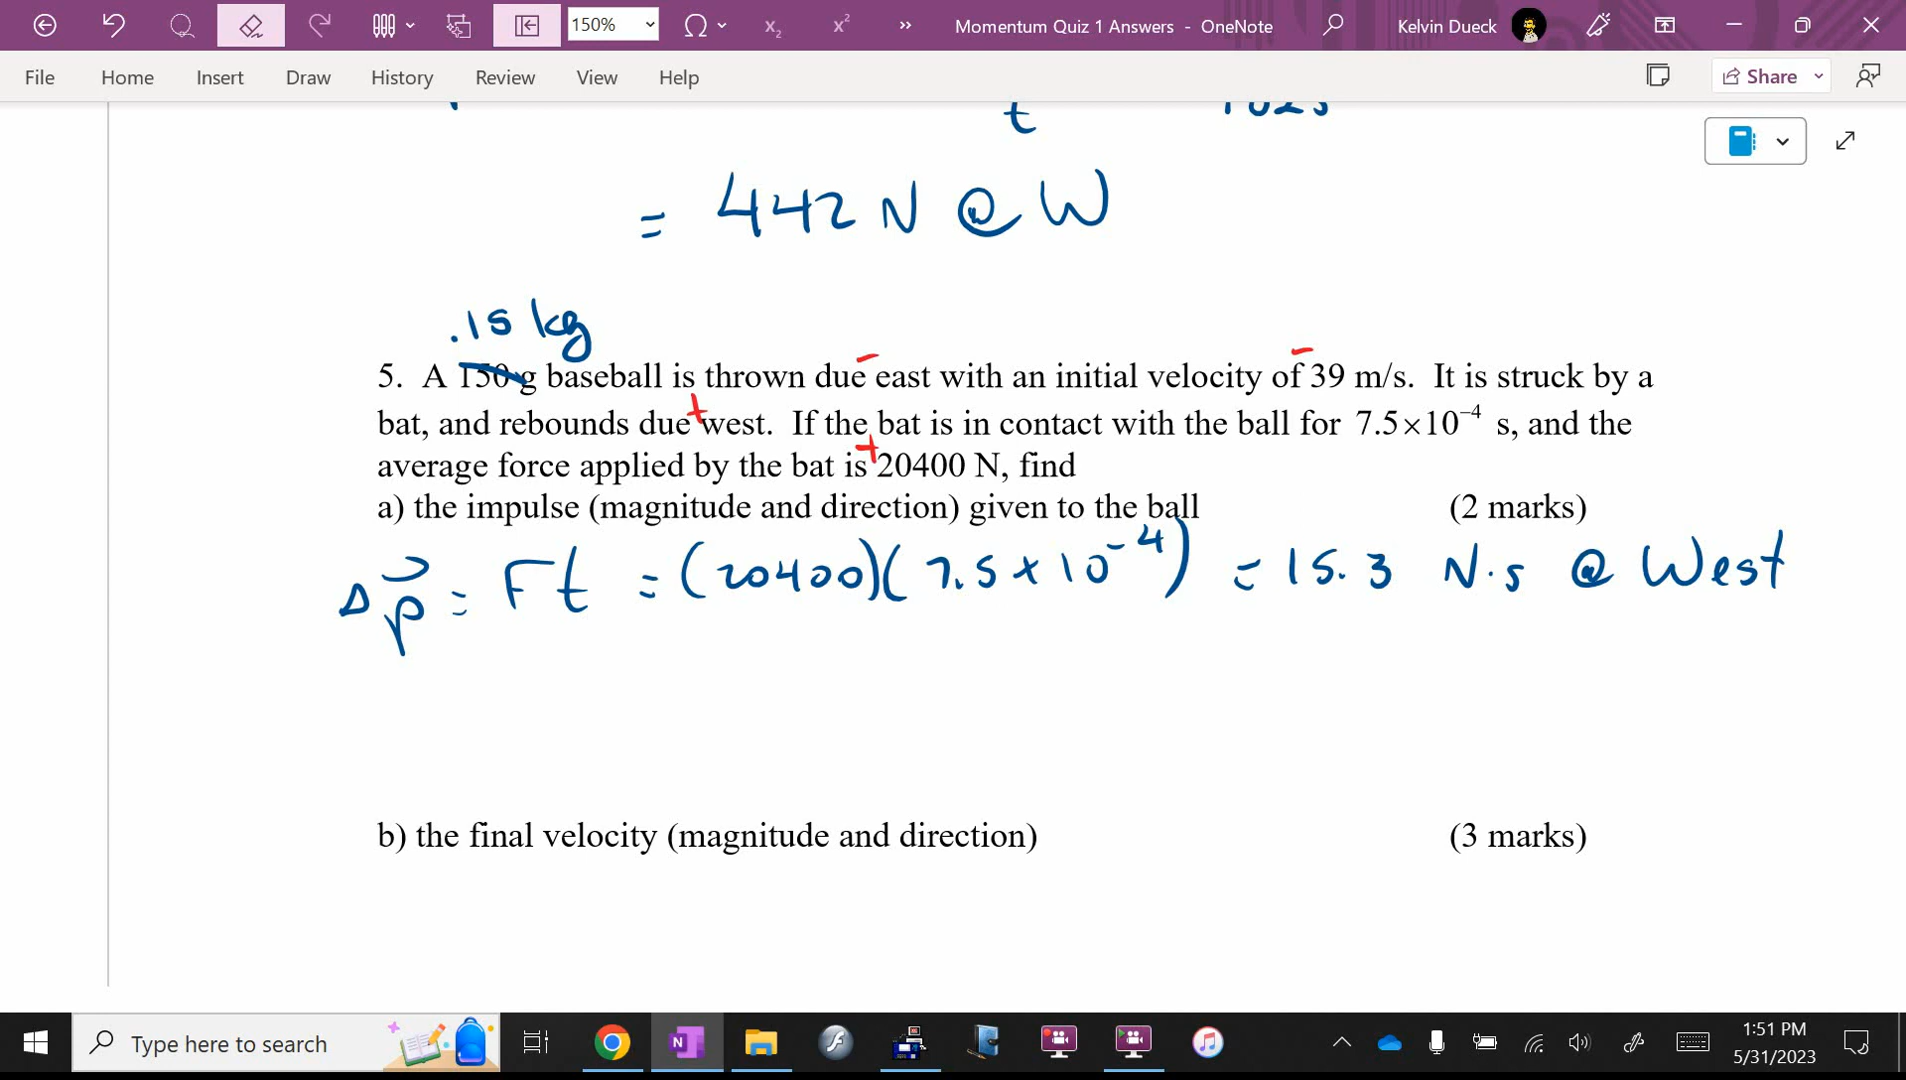 150%
x₂
x²
»
Momentum Quiz 1 Answers - OneNote
Kelvin Dueck
File Home Insert Draw History Review View Help
Share
t
= 442 N @ W
.15 kg
5. A 150 g baseball is thrown due east with an initial velocity of 39 m/s. It is struck by a
bat, and rebounds due west. If the bat is in contact with the ball for 7.5×10⁻⁴ s, and the
average force applied by the bat is 20400 N, find
a) the impulse (magnitude and direction) given to the ball (2 marks)
Δp⃗ = Ft = (20400)(7.5 x 10⁻⁴) = 15.3 N·s @ West
b) the final velocity (magnitude and direction) (3 marks)
Type here to search
1:51 PM
5/31/2023